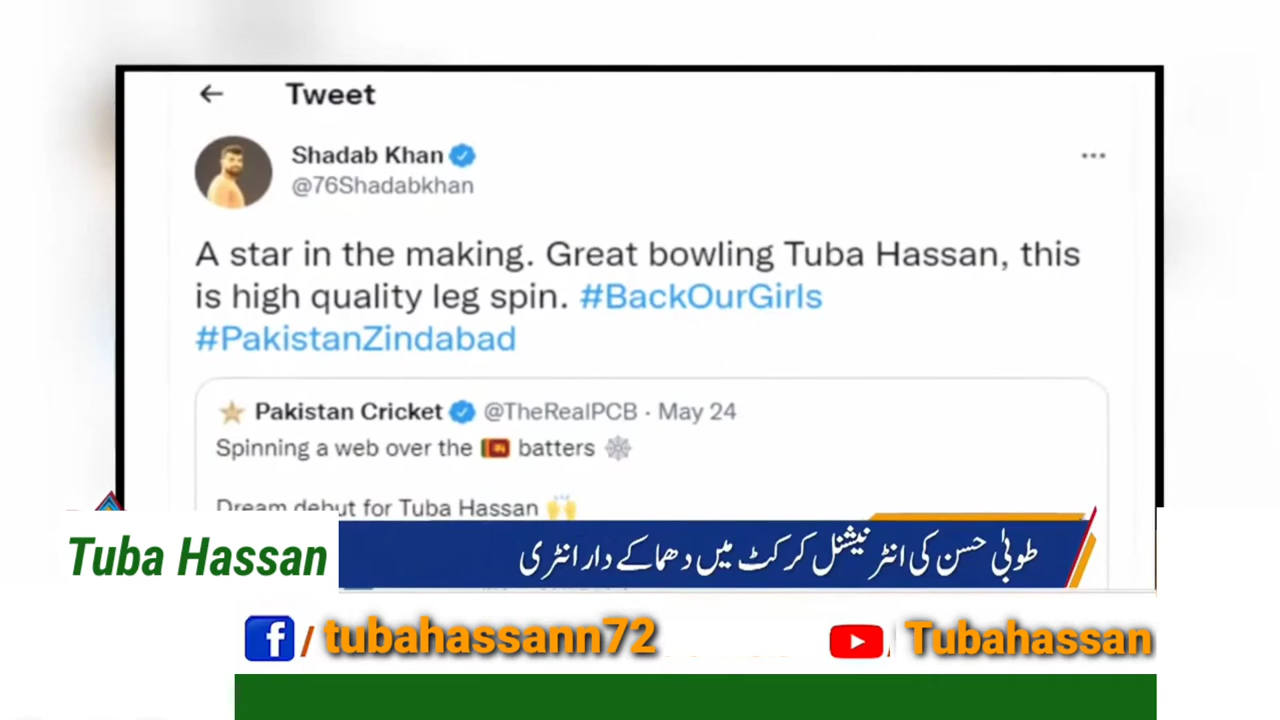 Tweet
Shadab Khan
@76Shadabkhan
A star in the making. Great bowling Tuba Hassan, this
is high quality leg spin. #BackOurGirls
#PakistanZindabad
Pakistan Cricket @TheRealPCB · May 24
Spinning a web over the batters
Dream debut for Tuba Hassan
Tuba Hassan
طوبیٰ حسن کی انٹرنیشنل کرکٹ میں دھماکے دار انٹری
/ tubahassann72
/ Tubahassan